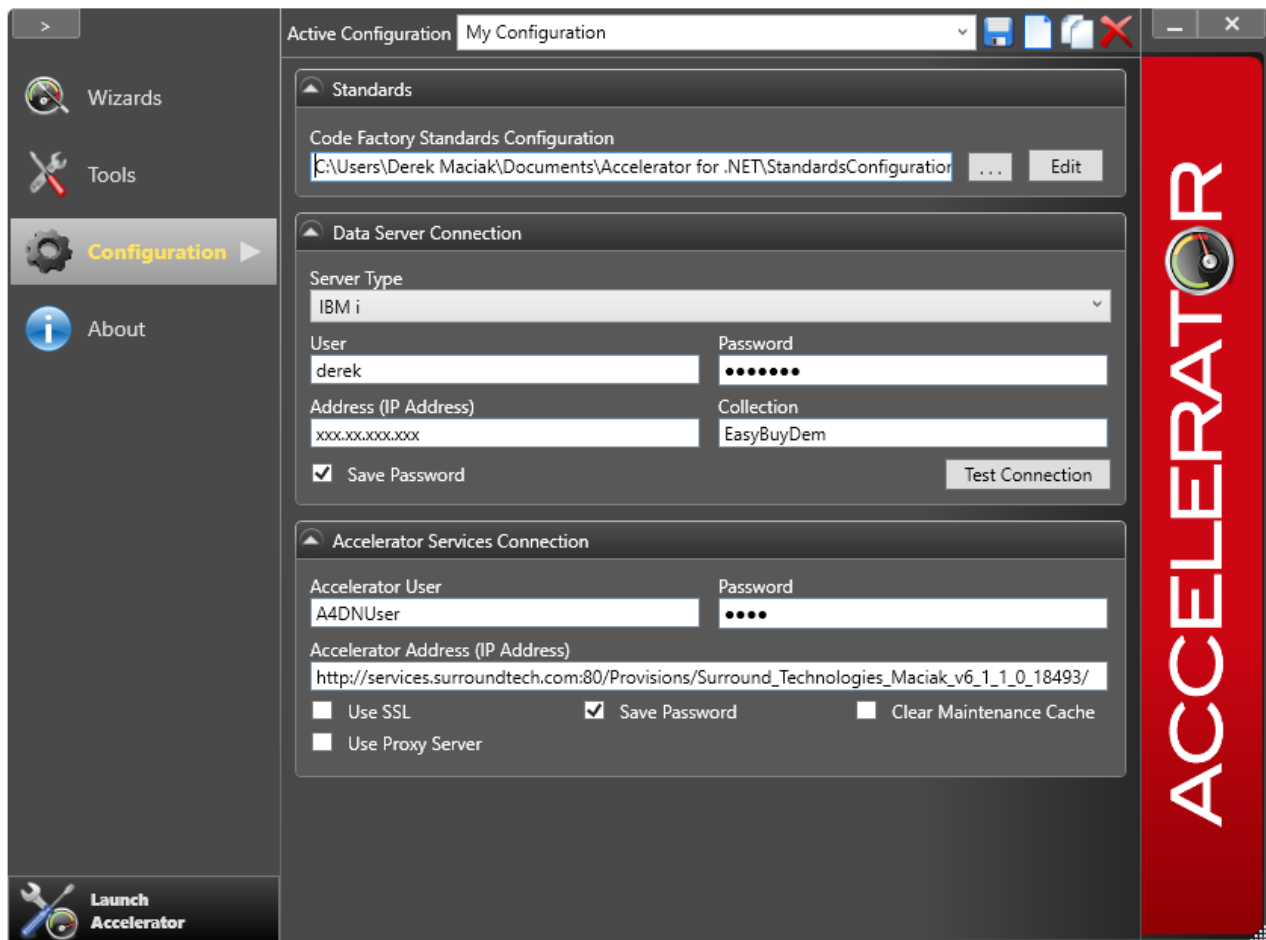 >
Active Configuration My Configuration
Wizards
Tools
Configuration
About
Launch
Accelerator
Standards
Code Factory Standards Configuration
C:\Users\Derek Maciak\Documents\Accelerator for .NET\StandardsConfiguration
... Edit
Data Server Connection
Server Type
IBM i
User Password
derek •••••••
Address (IP Address) Collection
xxx.xx.xxx.xxx EasyBuyDem
Save Password Test Connection
Accelerator Services Connection
Accelerator User Password
A4DNUser ••••
Accelerator Address (IP Address)
http://services.surroundtech.com:80/Provisions/Surround_Technologies_Maciak_v6_1_1_0_18493/
Use SSL Save Password Clear Maintenance Cache
Use Proxy Server
ACCELERATOR